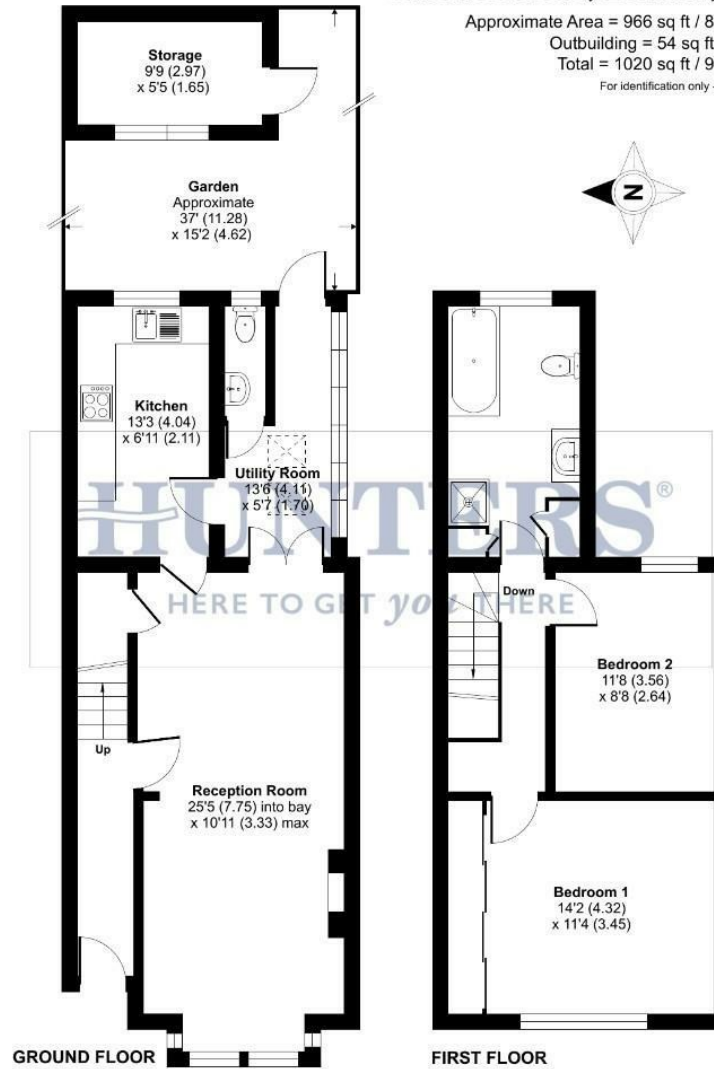 Approximate Area = 966 sq ft / 8
Outbuilding = 54 sq ft
Total = 1020 sq ft / 9
For identification only -
N
Storage
9'9 (2.97)
x 5'5 (1.65)
Garden
Approximate
37' (11.28)
x 15'2 (4.62)
Kitchen
13'3 (4.04)
x 6'11 (2.11)
Utility Room
13'6 (4.11)
x 5'7 (1.70)
HUNTERS®
HERE TO GET you THERE
Up
Reception Room
25'5 (7.75) into bay
x 10'11 (3.33) max
GROUND FLOOR
Down
Bedroom 2
11'8 (3.56)
x 8'8 (2.64)
Bedroom 1
14'2 (4.32)
x 11'4 (3.45)
FIRST FLOOR